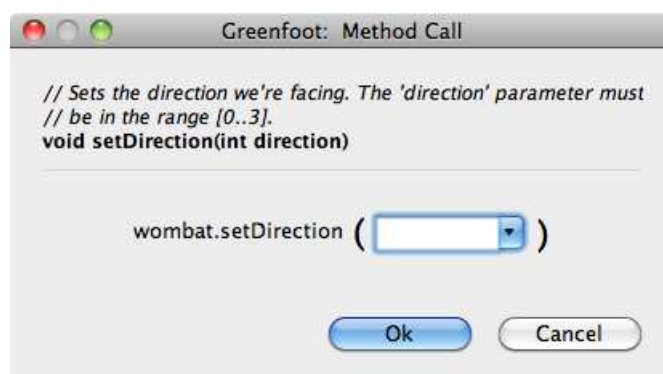 Greenfoot: Method Call
// Sets the direction we're facing. The 'direction' parameter must
// be in the range [0..3].
void setDirection(int direction)
wombat.setDirection ( )
Ok Cancel